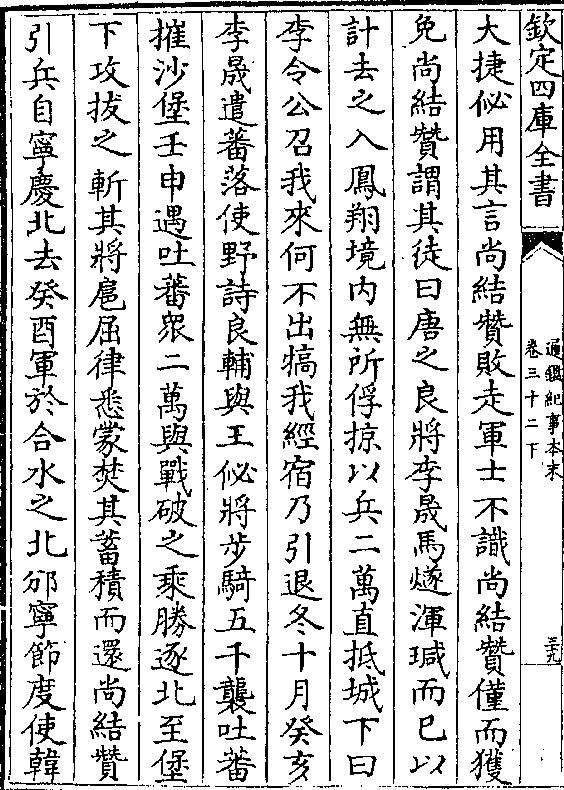 欽定四庫全書
通鑑紀事本末
卷三十二下
三十九
大捷佖用其言尚結贊敗走軍士不識尚結贊僅而獲
免尚結贊謂其徒曰唐之良將李晟馬燧渾瑊而已以
計去之入鳳翔境内無所俘掠以兵二萬直抵城下曰
李令公召我來何不出犒我經宿乃引退冬十月癸亥
李晟遣蕃落使野詩良輔與王佖將步騎五千襲吐蕃
摧沙堡壬申遇吐蕃衆二萬與戰破之乘勝逐北至堡
下攻拔之斬其將扈屈律悉蒙焚其蓄積而還尚結贊
引兵自寧慶北去癸酉軍於合水之北邠寧節度使韓